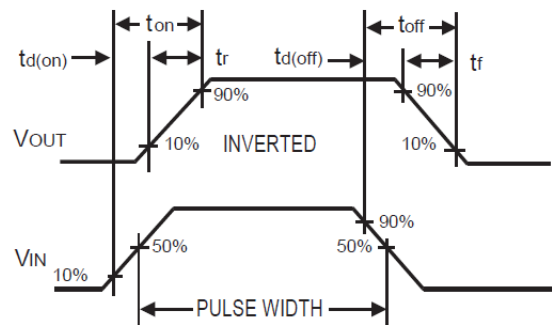 ton toff
td(on) tr td(off) tf
90% 90%
VOUT 10% INVERTED 10%
90%
VIN 50% 50%
10%
PULSE WIDTH